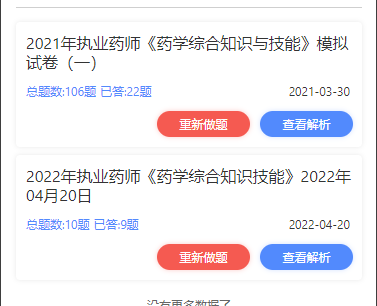 2021年执业药师《药学综合知识与技能》模拟
试卷（一）
总题数:106题 已答:22题 2021-03-30
重新做题 查看解析
2022年执业药师《药学综合知识技能》2022年
04月20日
总题数:10题 已答:9题 2022-04-20
重新做题 查看解析
没有更多数据了